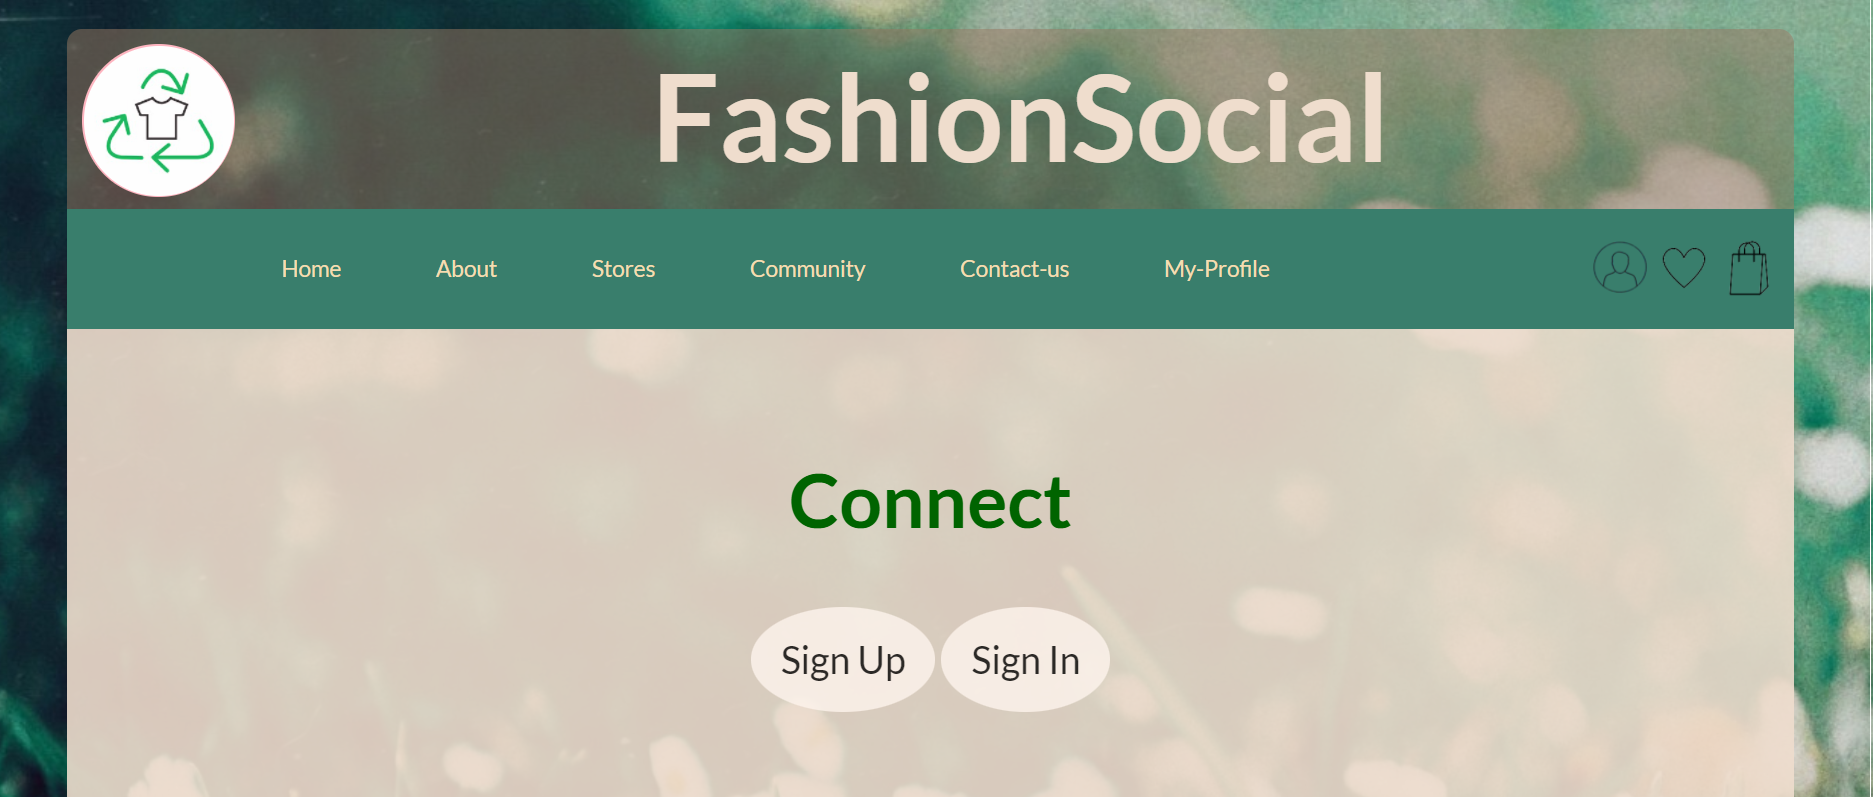 FashionSocial
Home About Stores Community Contact-us My-Profile
Connect
Sign Up Sign In